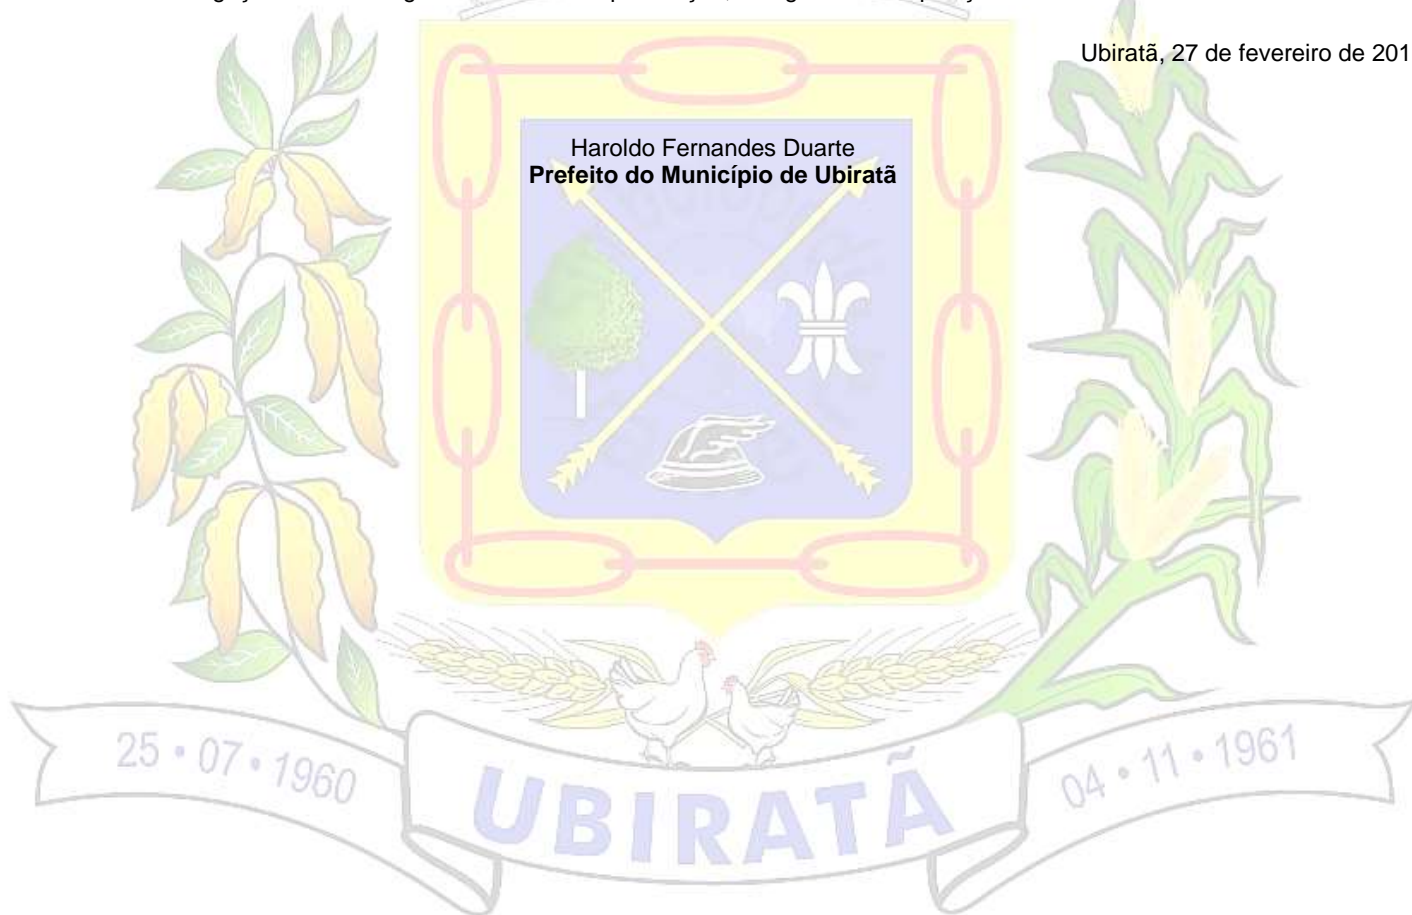 Ubiratã, 27 de fevereiro de 201
Haroldo Fernandes Duarte
Prefeito do Município de Ubiratã
25 • 07 • 1960
UBIRATÃ
04 • 11 • 1961